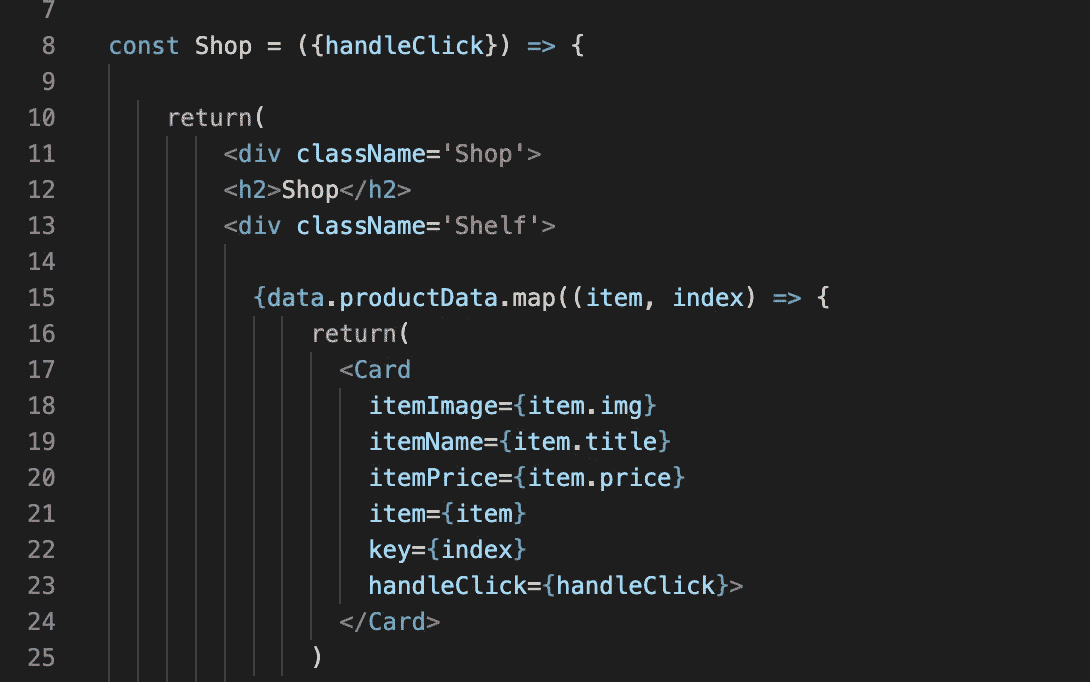 7
8 const Shop = ({handleClick}) => {
9
10 return(
11 <div className='Shop'>
12 <h2>Shop</h2>
13 <div className='Shelf'>
14
15 {data.productData.map((item, index) => {
16 return(
17 <Card
18 itemImage={item.img}
19 itemName={item.title}
20 itemPrice={item.price}
21 item={item}
22 key={index}
23 handleClick={handleClick}>
24 </Card>
25 )